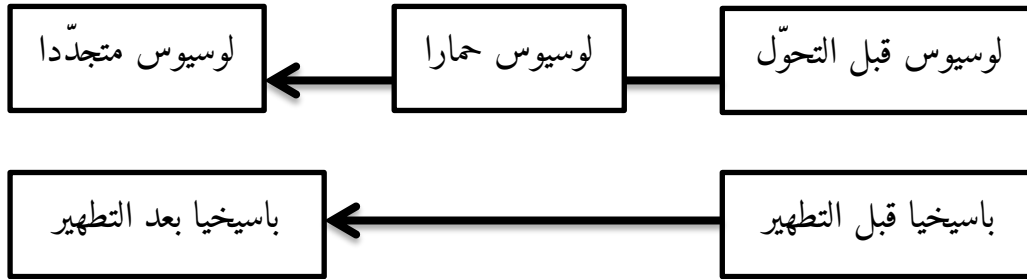 لوسيوس قبل التحوّل
لوسيوس حمارا
لوسيوس متجدّدا
باسيخيا قبل التطهير
باسيخيا بعد التطهير